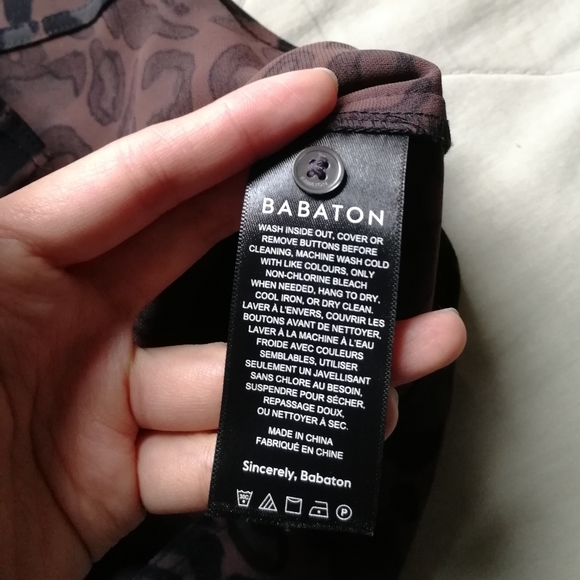 BABATON
WASH INSIDE OUT, COVER OR
REMOVE BUTTONS BEFORE
CLEANING, MACHINE WASH COLD
WITH LIKE COLOURS, ONLY
NON-CHLORINE BLEACH
WHEN NEEDED, HANG TO DRY,
COOL IRON, OR DRY CLEAN.
LAVER À L'ENVERS, COUVRIR LES
BOUTONS AVANT DE NETTOYER,
LAVER À LA MACHINE À L'EAU
FROIDE AVEC COULEURS
SEMBLABLES, UTILISER
SEULEMENT UN JAVELLISANT
SANS CHLORE AU BESOIN,
SUSPENDRE POUR SÉCHER,
REPASSAGE DOUX,
OU NETTOYER À SEC.
MADE IN CHINA
FABRIQUÉ EN CHINE
Sincerely, Babaton
30C
P